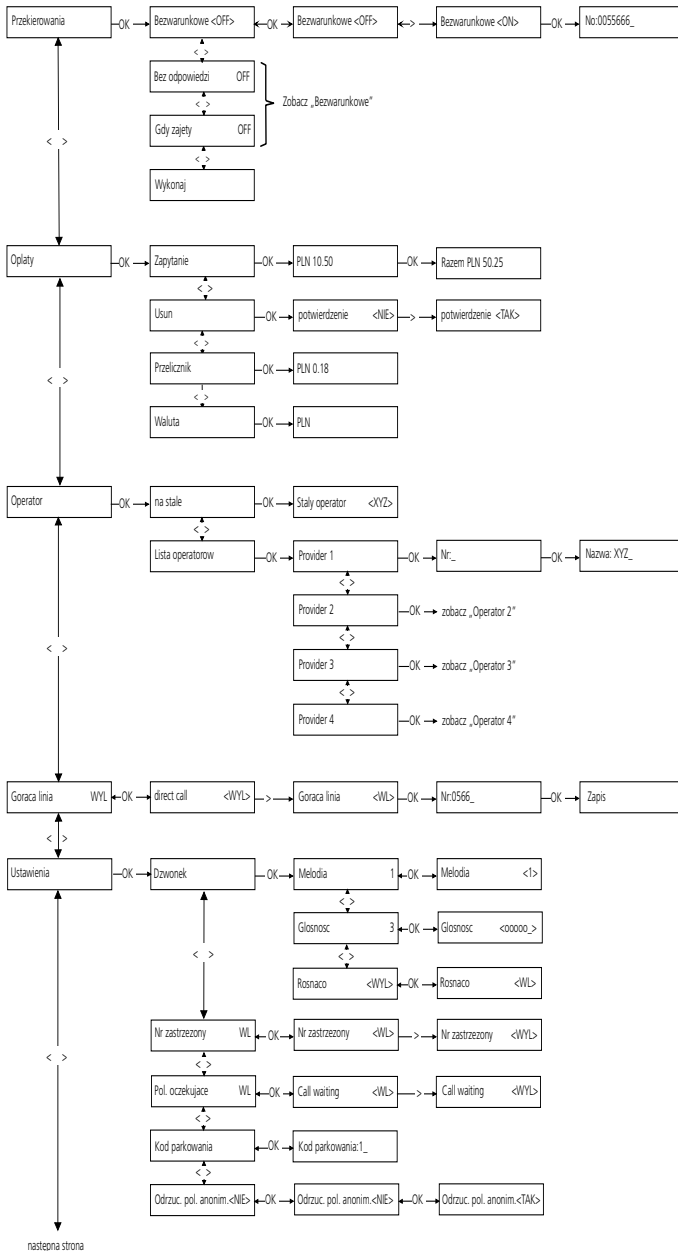 Przekierowania —OK→ Bezwarunkowe <OFF> OK Bezwarunkowe <OFF> < > Bezwarunkowe <ON> OK No:0055666_
< >
Bez odpowiedzi OFF
< >
Zobacz „Bezwarunkowe"
Gdy zajety OFF
< >
< >
Wykonaj
Oplaty OK Zapytanie OK PLN 10.50 OK Razem PLN 50.25
< >
Usun OK potwierdzenie <NIE> > potwierdzenie <TAK>
< >
Przelicznik OK PLN 0.18
< >
< >
Waluta OK PLN
Operator OK na stale OK Staly operator <XYZ>
< >
Lista operatorow OK Provider 1 OK Nr:_ OK Nazwa: XYZ_
< >
Provider 2 OK zobacz „Operator 2"
< >
< >
Provider 3 OK zobacz „Operator 3"
< >
Provider 4 OK zobacz „Operator 4"
Goraca linia WYL OK direct call <WYL> > Goraca linia <WL> OK Nr:0566_ OK Zapis
< >
Ustawienia OK Dzwonek OK Melodia 1 OK Melodia <1>
< >
Glosnosc 3 OK Glosnosc <ooooo_>
< >
< >
Rosnaco <WYL> OK Rosnaco <WL>
Nr zastrzezony WL OK Nr zastrzezony <WL> > Nr zastrzezony <WYL>
< >
< >
Pol. oczekujace WL OK Call waiting <WL> > Call waiting <WYL>
< >
Kod parkowania OK Kod parkowania:1_
< >
Odrzuc. pol. anonim.<NIE> OK Odrzuc. pol. anonim.<NIE> OK Odrzuc. pol. anonim.<TAK>
następna strona